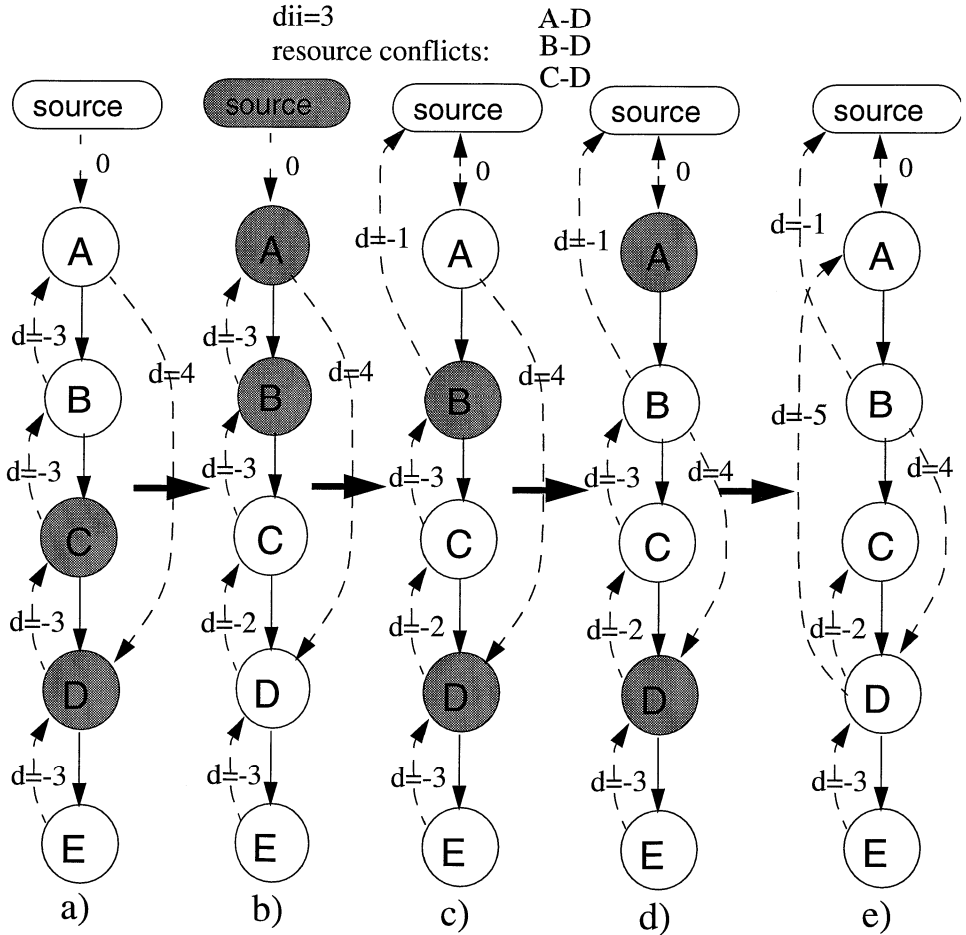 dii=3
A-D
resource conflicts:
B-D
C-D
source
source
source
source
source
0
0
0
0
0
A
A
A
A
A
d=-1
d=-1
d=-1
d=-3
d=-3
d=4
d=4
d=4
B
B
B
B
B
d=-5
d=-3
d=-3
d=-3
d=-3
d=4
d=4
C
C
C
C
C
d=-3
d=-2
d=-2
d=-2
d=-2
D
D
D
D
D
d=-3
d=-3
d=-3
d=-3
d=-3
E
E
E
E
E
a)
b)
c)
d)
e)